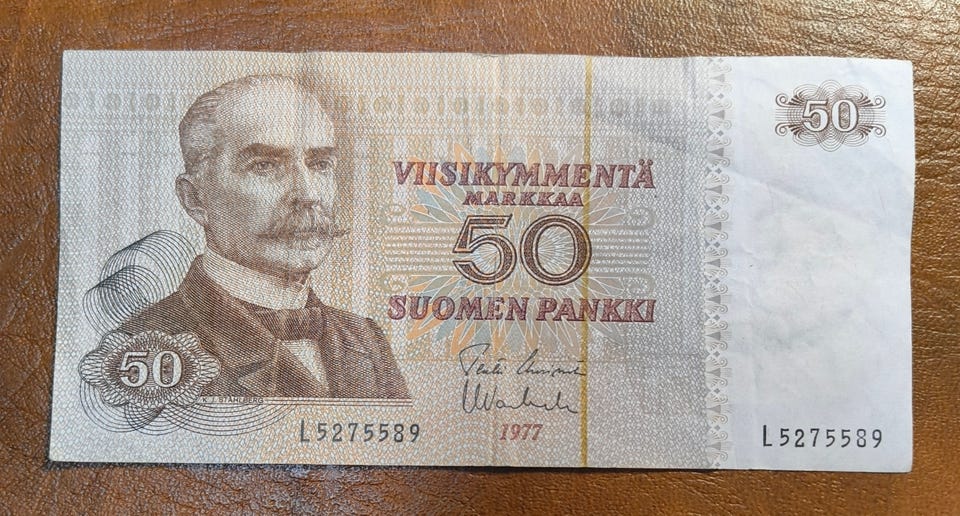 50
VIISIKYMMENTÄ
MARKKAA
50
SUOMEN PANKKI
50
K. J. STÅHLBERG
L5275589
1977
L5275589